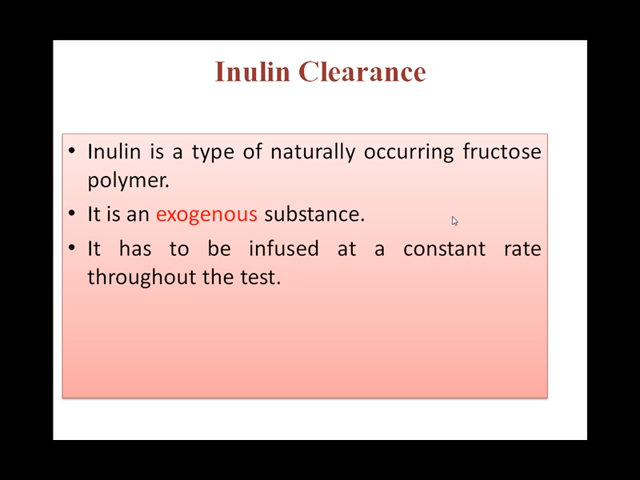 Inulin Clearance
• Inulin is a type of naturally occurring fructose
polymer.
• It is an exogenous substance.
• It has to be infused at a constant rate
throughout the test.